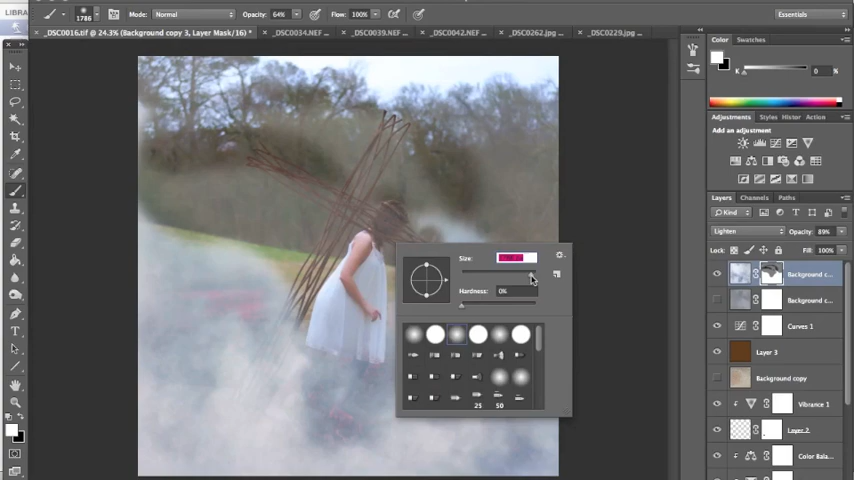 LIBRA
1786
Mode: Normal
Opacity: 64%
Flow: 100%
Essentials
_DSC0016.tif @ 24.3% (Background copy 3, Layer Mask/16) *
_DSC0034.NEF ...
_DSC0039.NEF ...
_DSC0042.NEF ...
_DSC0262.jpg ...
_DSC0229.jpg ...
Color
Swatches
K
0
%
Adjustments
Styles
Histor
Action
Add an adjustment
Layers
Channels
Paths
Kind
Lighten
Opacity: 89%
Lock:
Fill: 100%
Background c...
Background c...
Curves 1
Layer 3
Background copy
Vibrance 1
Layer 2
Color Bala...
Size:
Hardness:
0%
25
50